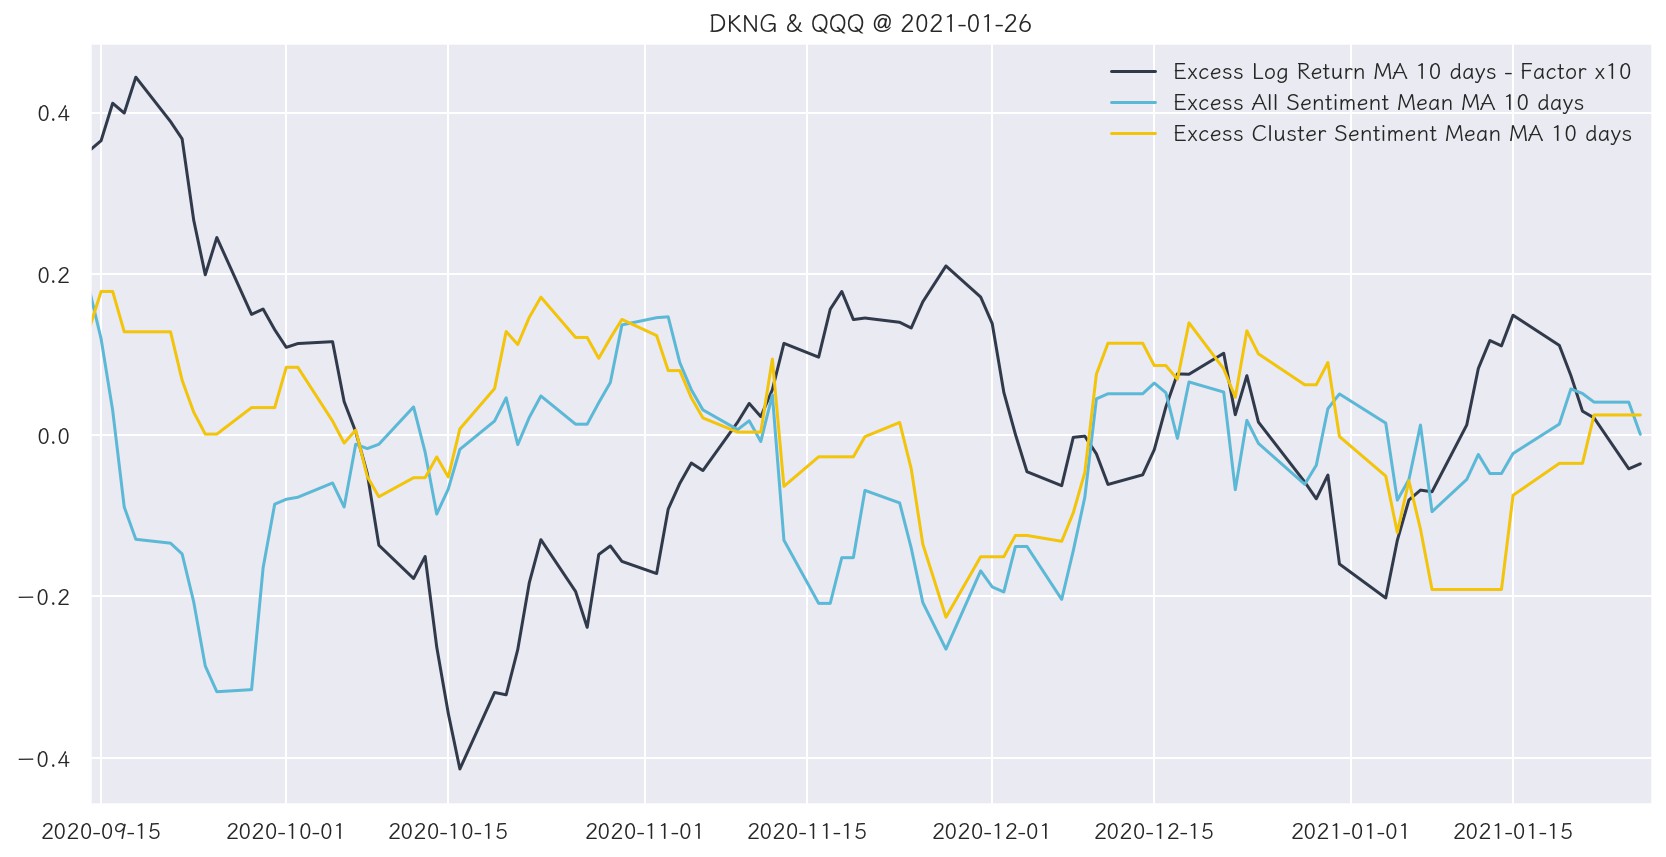 DKNG & QQQ @ 2021-01-26
Excess Log Return MA 10 days - Factor x10
Excess All Sentiment Mean MA 10 days
Excess Cluster Sentiment Mean MA 10 days
0.4
0.2
0.0
−0.2
−0.4
2020-09-15 2020-10-01 2020-10-15 2020-11-01 2020-11-15 2020-12-01 2020-12-15 2021-01-01 2021-01-15